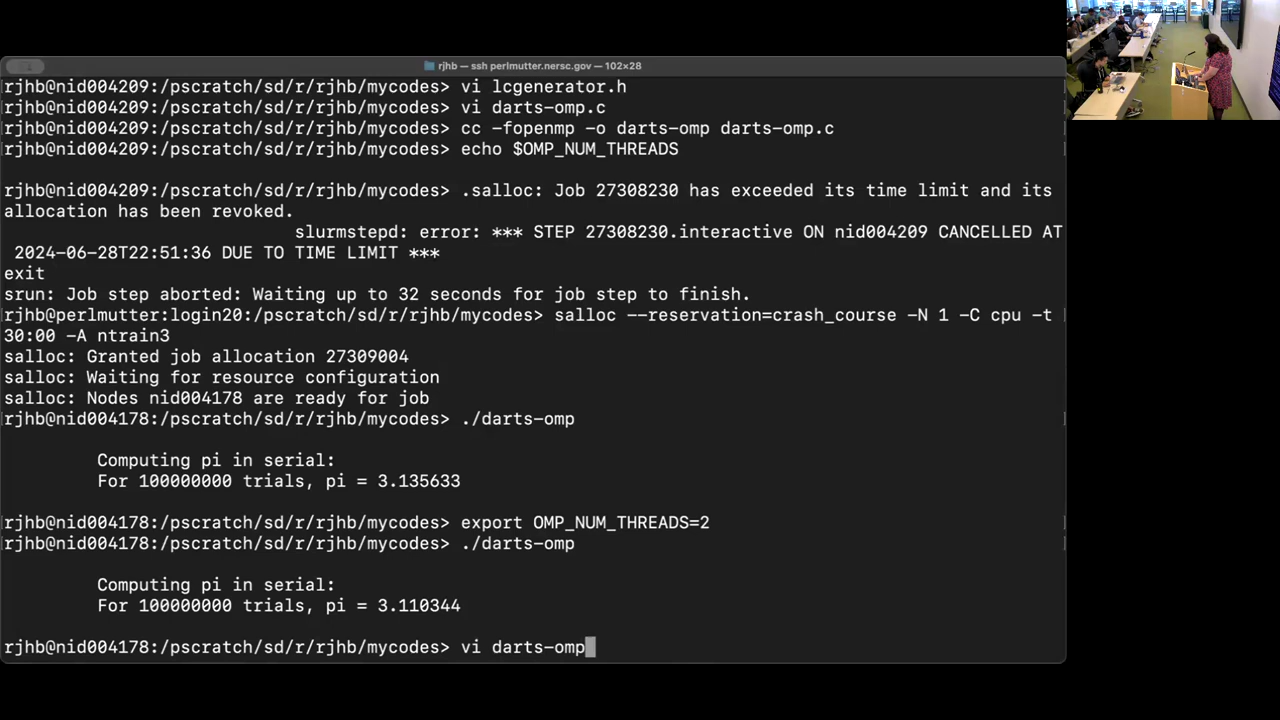 rjhb — ssh perlmutter.nersc.gov — 102×28
rjhb@nid004209:/pscratch/sd/r/rjhb/mycodes> vi lcgenerator.h
rjhb@nid004209:/pscratch/sd/r/rjhb/mycodes> vi darts-omp.c
rjhb@nid004209:/pscratch/sd/r/rjhb/mycodes> cc -fopenmp -o darts-omp darts-omp.c
rjhb@nid004209:/pscratch/sd/r/rjhb/mycodes> echo $OMP_NUM_THREADS
rjhb@nid004209:/pscratch/sd/r/rjhb/mycodes> .salloc: Job 27308230 has exceeded its time limit and its
allocation has been revoked.
slurmstepd: error: *** STEP 27308230.interactive ON nid004209 CANCELLED AT
2024-06-28T22:51:36 DUE TO TIME LIMIT ***
exit
srun: Job step aborted: Waiting up to 32 seconds for job step to finish.
rjhb@perlmutter:login20:/pscratch/sd/r/rjhb/mycodes> salloc --reservation=crash_course -N 1 -C cpu -t
30:00 -A ntrain3
salloc: Granted job allocation 27309004
salloc: Waiting for resource configuration
salloc: Nodes nid004178 are ready for job
rjhb@nid004178:/pscratch/sd/r/rjhb/mycodes> ./darts-omp
Computing pi in serial:
For 100000000 trials, pi = 3.135633
rjhb@nid004178:/pscratch/sd/r/rjhb/mycodes> export OMP_NUM_THREADS=2
rjhb@nid004178:/pscratch/sd/r/rjhb/mycodes> ./darts-omp
Computing pi in serial:
For 100000000 trials, pi = 3.110344
rjhb@nid004178:/pscratch/sd/r/rjhb/mycodes> vi darts-omp